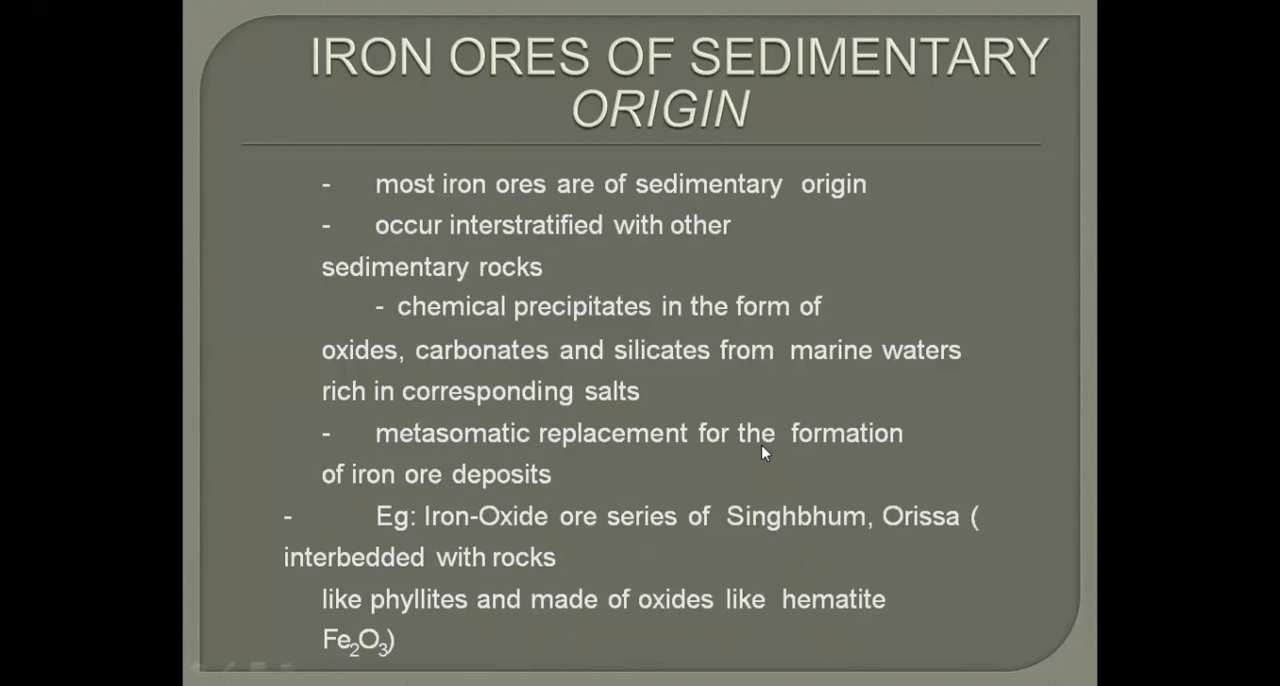 IRON ORES OF SEDIMENTARY
ORIGIN
- most iron ores are of sedimentary origin
- occur interstratified with other
sedimentary rocks
- chemical precipitates in the form of
oxides, carbonates and silicates from marine waters
rich in corresponding salts
- metasomatic replacement for the formation
of iron ore deposits
- Eg: Iron-Oxide ore series of Singhbhum, Orissa (
interbedded with rocks
like phyllites and made of oxides like hematite
Fe₂O₃)